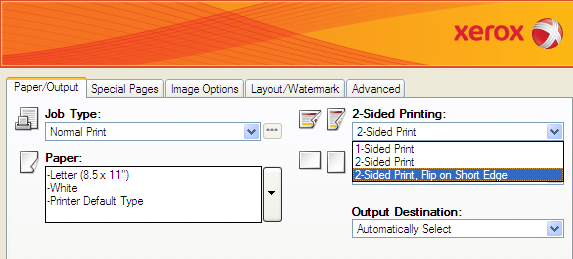 xerox
Paper/Output Special Pages Image Options Layout/Watermark Advanced
Job Type:
Normal Print
Paper:
-Letter (8.5 x 11")
-White
-Printer Default Type
2-Sided Printing:
2-Sided Print
1-Sided Print
2-Sided Print
2-Sided Print, Flip on Short Edge
Output Destination:
Automatically Select